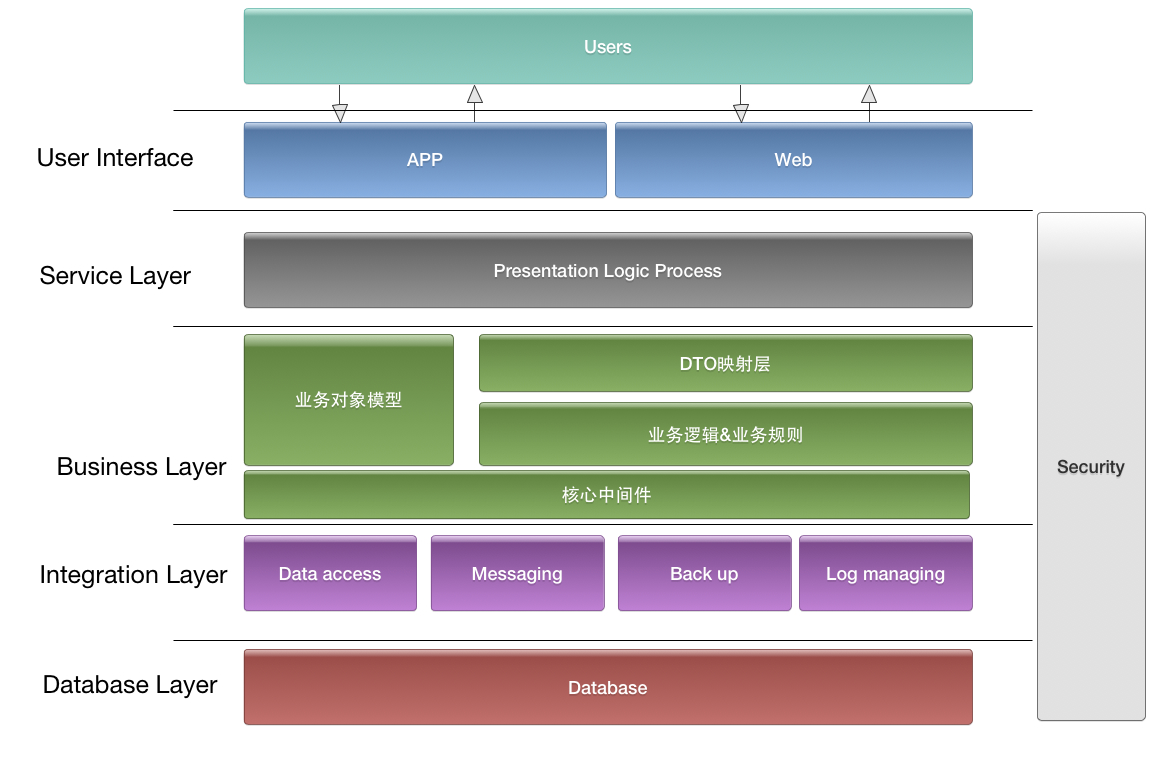 Users
User Interface
APP
Web
Service Layer
Presentation Logic Process
业务对象模型
DTO映射层
业务逻辑&业务规则
Business Layer
核心中间件
Security
Integration Layer
Data access
Messaging
Back up
Log managing
Database Layer
Database